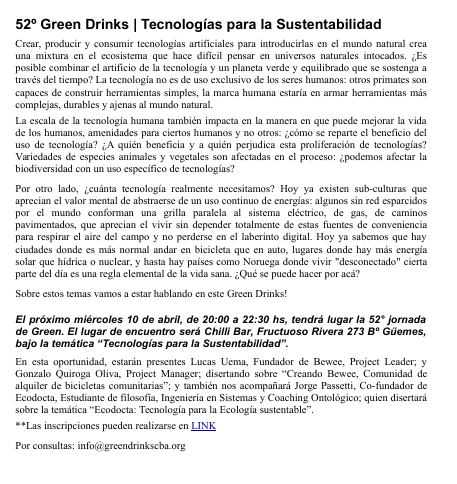 52º Green Drinks | Tecnologías para la Sustentabilidad
Crear, producir y consumir tecnologías artificiales para introducirlas en el mundo natural crea
una mixtura en el ecosistema que hace difícil pensar en universos naturales intocados. ¿Es
posible combinar el artificio de la tecnología y un planeta verde y equilibrado que se sostenga a
través del tiempo? La tecnología no es de uso exclusivo de los seres humanos: otros primates son
capaces de construir herramientas simples, la marca humana estaría en armar herramientas más
complejas, durables y ajenas al mundo natural.
La escala de la tecnología humana también impacta en la manera en que puede mejorar la vida
de los humanos, amenidades para ciertos humanos y no otros: ¿cómo se reparte el beneficio del
uso de tecnología? ¿A quién beneficia y a quién perjudica esta proliferación de tecnologías?
Variedades de especies animales y vegetales son afectadas en el proceso: ¿podemos afectar la
biodiversidad con un uso específico de tecnologías?
Por otro lado, ¿cuánta tecnología realmente necesitamos? Hoy ya existen sub-culturas que
aprecian el valor mental de abstraerse de un uso continuo de energías: algunos sin red esparcidos
por el mundo conforman una grilla paralela al sistema eléctrico, de gas, de caminos
pavimentados, que aprecian el vivir sin depender totalmente de estas fuentes de conveniencia
para respirar el aire del campo y no perderse en el laberinto digital. Hoy ya sabemos que hay
ciudades donde es más normal andar en bicicleta que en auto, lugares donde hay más energía
solar que hídrica o nuclear, y hasta hay países como Noruega donde vivir "desconectado" cierta
parte del día es una regla elemental de la vida sana. ¿Qué se puede hacer por acá?
Sobre estos temas vamos a estar hablando en este Green Drinks!
El próximo miércoles 10 de abril, de 20:00 a 22:30 hs, tendrá lugar la 52° jornada
de Green. El lugar de encuentro será Chilli Bar, Fructuoso Rivera 273 Bº Güemes,
bajo la temática “Tecnologías para la Sustentabilidad”.
En esta oportunidad, estarán presentes Lucas Uema, Fundador de Bewee, Project Leader; y
Gonzalo Quiroga Oliva, Project Manager; disertando sobre “Creando Bewee, Comunidad de
alquiler de bicicletas comunitarias”; y también nos acompañará Jorge Passetti, Co-fundador de
Ecodocta, Estudiante de filosofía, Ingeniería en Sistemas y Coaching Ontológico; quien disertará
sobre la temática “Ecodocta: Tecnología para la Ecología sustentable”.
**Las inscripciones pueden realizarse en LINK
Por consultas: info@greendrinkscba.org